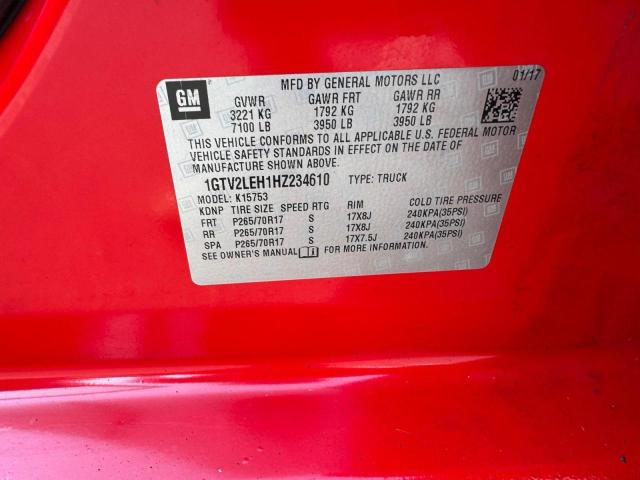 GM
MFD BY GENERAL MOTORS LLC 01/17
GVWR GAWR FRT GAWR RR
3221 KG 1792 KG 1792 KG
7100 LB 3950 LB 3950 LB
THIS VEHICLE CONFORMS TO ALL APPLICABLE U.S. FEDERAL MOTOR
VEHICLE SAFETY STANDARDS IN EFFECT ON THE DATE OF
MANUFACTURE SHOWN ABOVE.
1GTV2LEH1HZ234610 TYPE: TRUCK
MODEL: K15753
KDNP TIRE SIZE SPEED RTG RIM COLD TIRE PRESSURE
FRT P265/70R17 S 17X8J 240KPA(35PSI)
RR P265/70R17 S 17X8J 240KPA(35PSI)
SPA P265/70R17 S 17X7.5J 240KPA(35PSI)
SEE OWNER'S MANUAL FOR MORE INFORMATION.